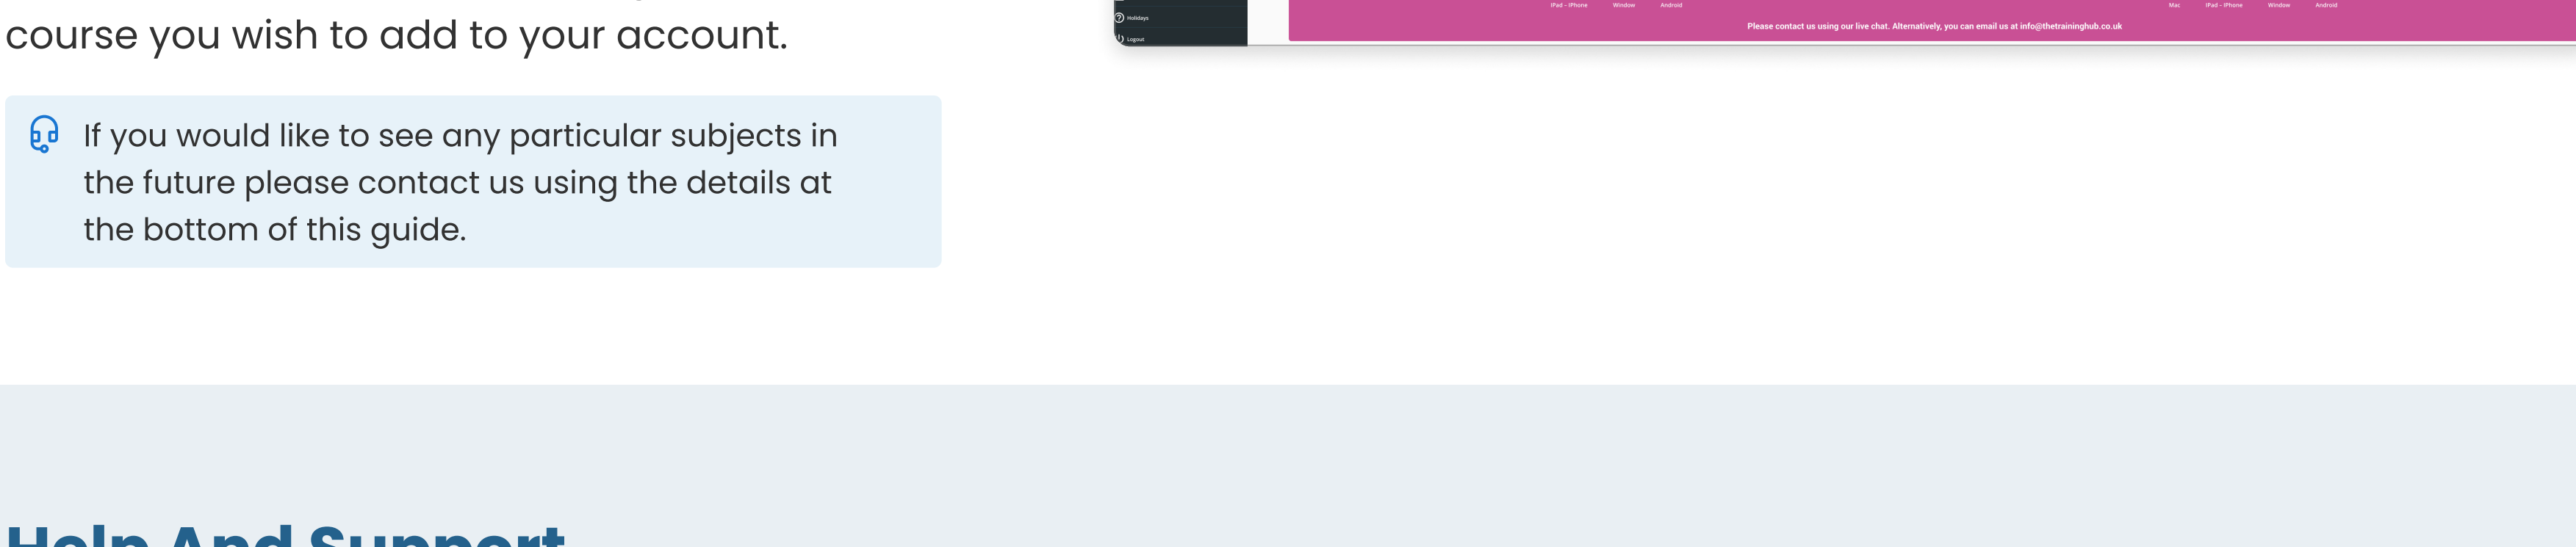 course you wish to add to your account.
If you would like to see any particular subjects in
the future please contact us using the details at
the bottom of this guide.
Holidays
Logout
iPad – iPhone Window Android
Mac iPad – iPhone Window Android
Please contact us using our live chat. Alternatively, you can email us at info@thetraininghub.co.uk
Help And Support